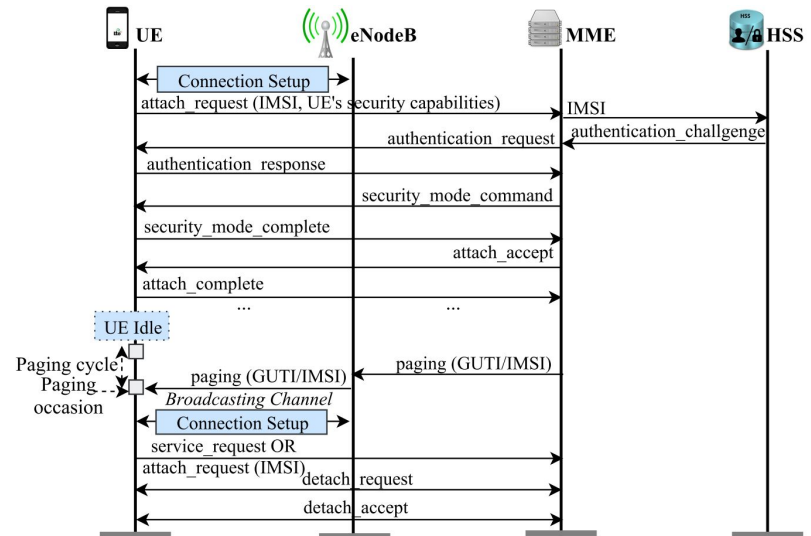 UE
eNodeB
MME
HSS
HSS
Connection Setup
attach_request (IMSI, UE's security capabilities)
IMSI
authentication_challgenge
authentication_request
authentication_response
security_mode_command
security_mode_complete
attach_accept
attach_complete
...
...
UE Idle
Paging cycle
paging (GUTI/IMSI)
paging (GUTI/IMSI)
Paging
occasion
Broadcasting Channel
Connection Setup
service_request OR
attach_request (IMSI)
detach_request
detach_accept